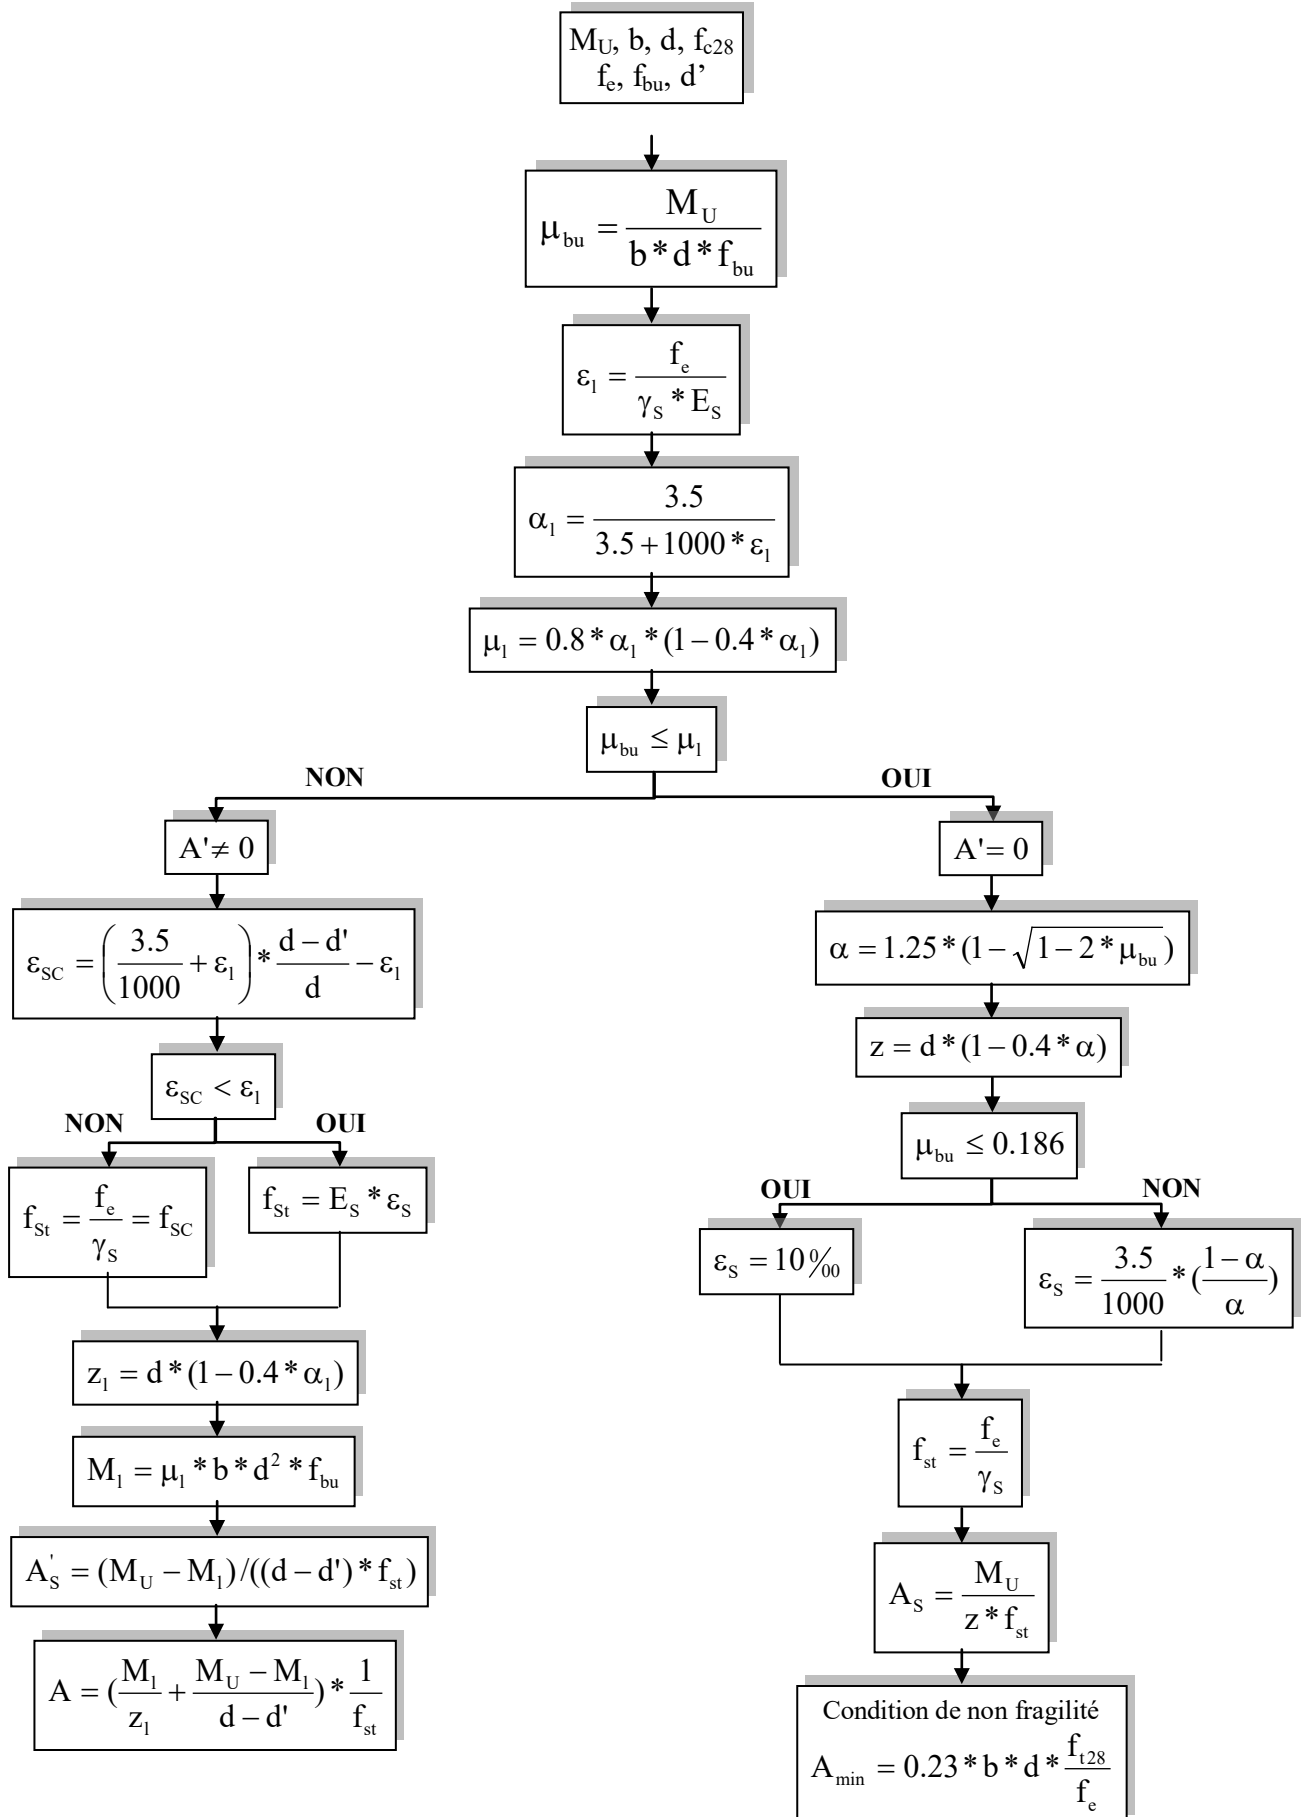 M_U, b, d, f_c28
f_e, f_bu, d’
μ_bu = M_U / (b * d * f_bu)
ε_l = f_e / (γ_S * E_S)
α_l = 3.5 / (3.5 + 1000 * ε_l)
μ_l = 0.8 * α_l * (1 − 0.4 * α_l)
μ_bu ≤ μ_l
NON
OUI
A' ≠ 0
ε_SC = (3.5/1000 + ε_l) * (d − d')/d − ε_l
ε_SC < ε_l
NON
OUI
f_St = f_e/γ_S = f_SC
f_St = E_S * ε_S
z_l = d * (1 − 0.4 * α_l)
M_l = μ_l * b * d² * f_bu
A_S' = (M_U − M_l)/((d − d') * f_st)
A = (M_l/z_l + (M_U − M_l)/(d − d')) * 1/f_st
A' = 0
α = 1.25 * (1 − √(1 − 2 * μ_bu))
z = d * (1 − 0.4 * α)
μ_bu ≤ 0.186
OUI
NON
ε_S = 10 0/00
ε_S = 3.5/1000 * ((1 − α)/α)
f_st = f_e/γ_S
A_S = M_U/(z * f_st)
Condition de non fragilité
A_min = 0.23 * b * d * f_t28/f_e